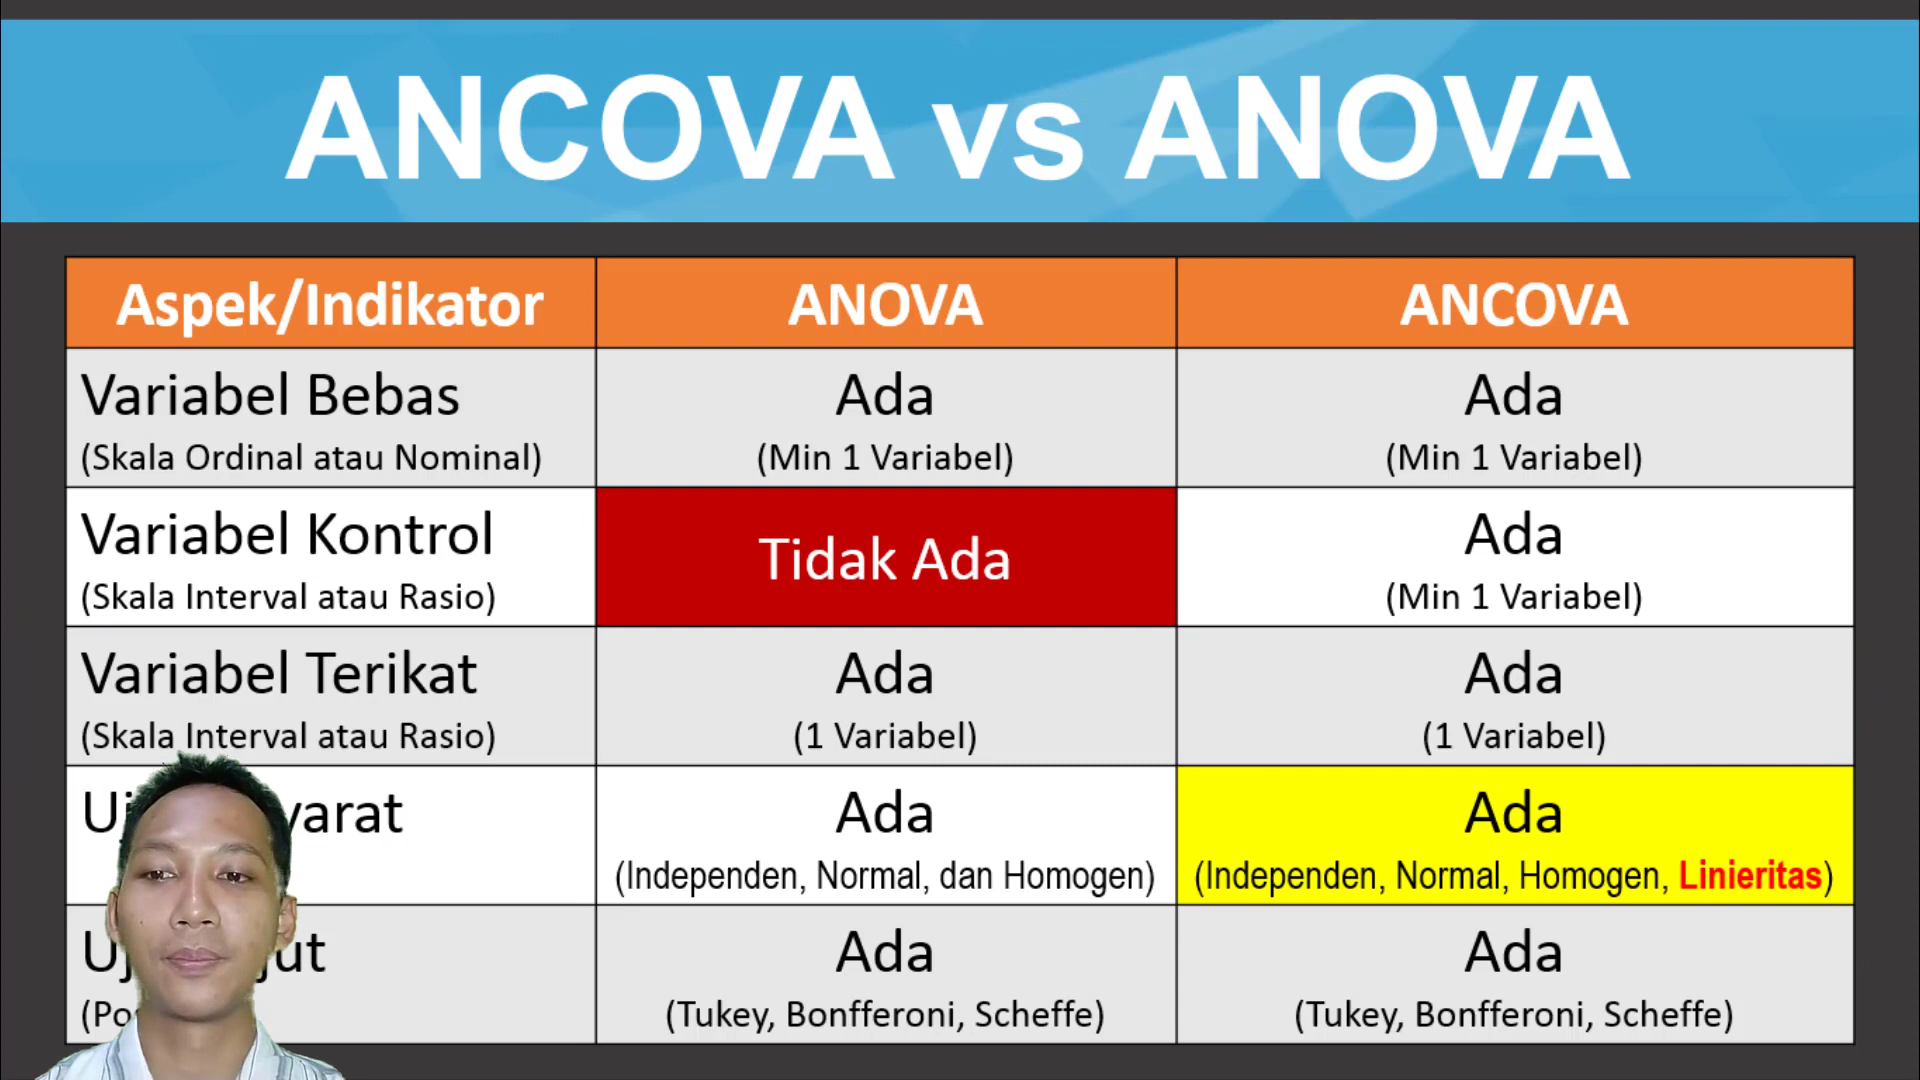 ANCOVA vs ANOVA
Aspek/Indikator ANOVA ANCOVA
Variabel Bebas Ada Ada
(Skala Ordinal atau Nominal) (Min 1 Variabel) (Min 1 Variabel)
Variabel Kontrol Tidak Ada Ada
(Skala Interval atau Rasio) (Min 1 Variabel)
Variabel Terikat Ada Ada
(Skala Interval atau Rasio) (1 Variabel) (1 Variabel)
Ada Ada
(Independen, Normal, dan Homogen) (Independen, Normal, Homogen, Linieritas)
Ada Ada
(Tukey, Bonfferoni, Scheffe) (Tukey, Bonfferoni, Scheffe)